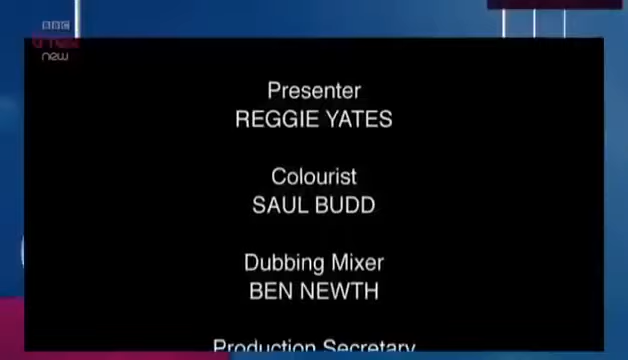 BBC
three
new
Presenter
REGGIE YATES
Colourist
SAUL BUDD
Dubbing Mixer
BEN NEWTH
Production Secretary